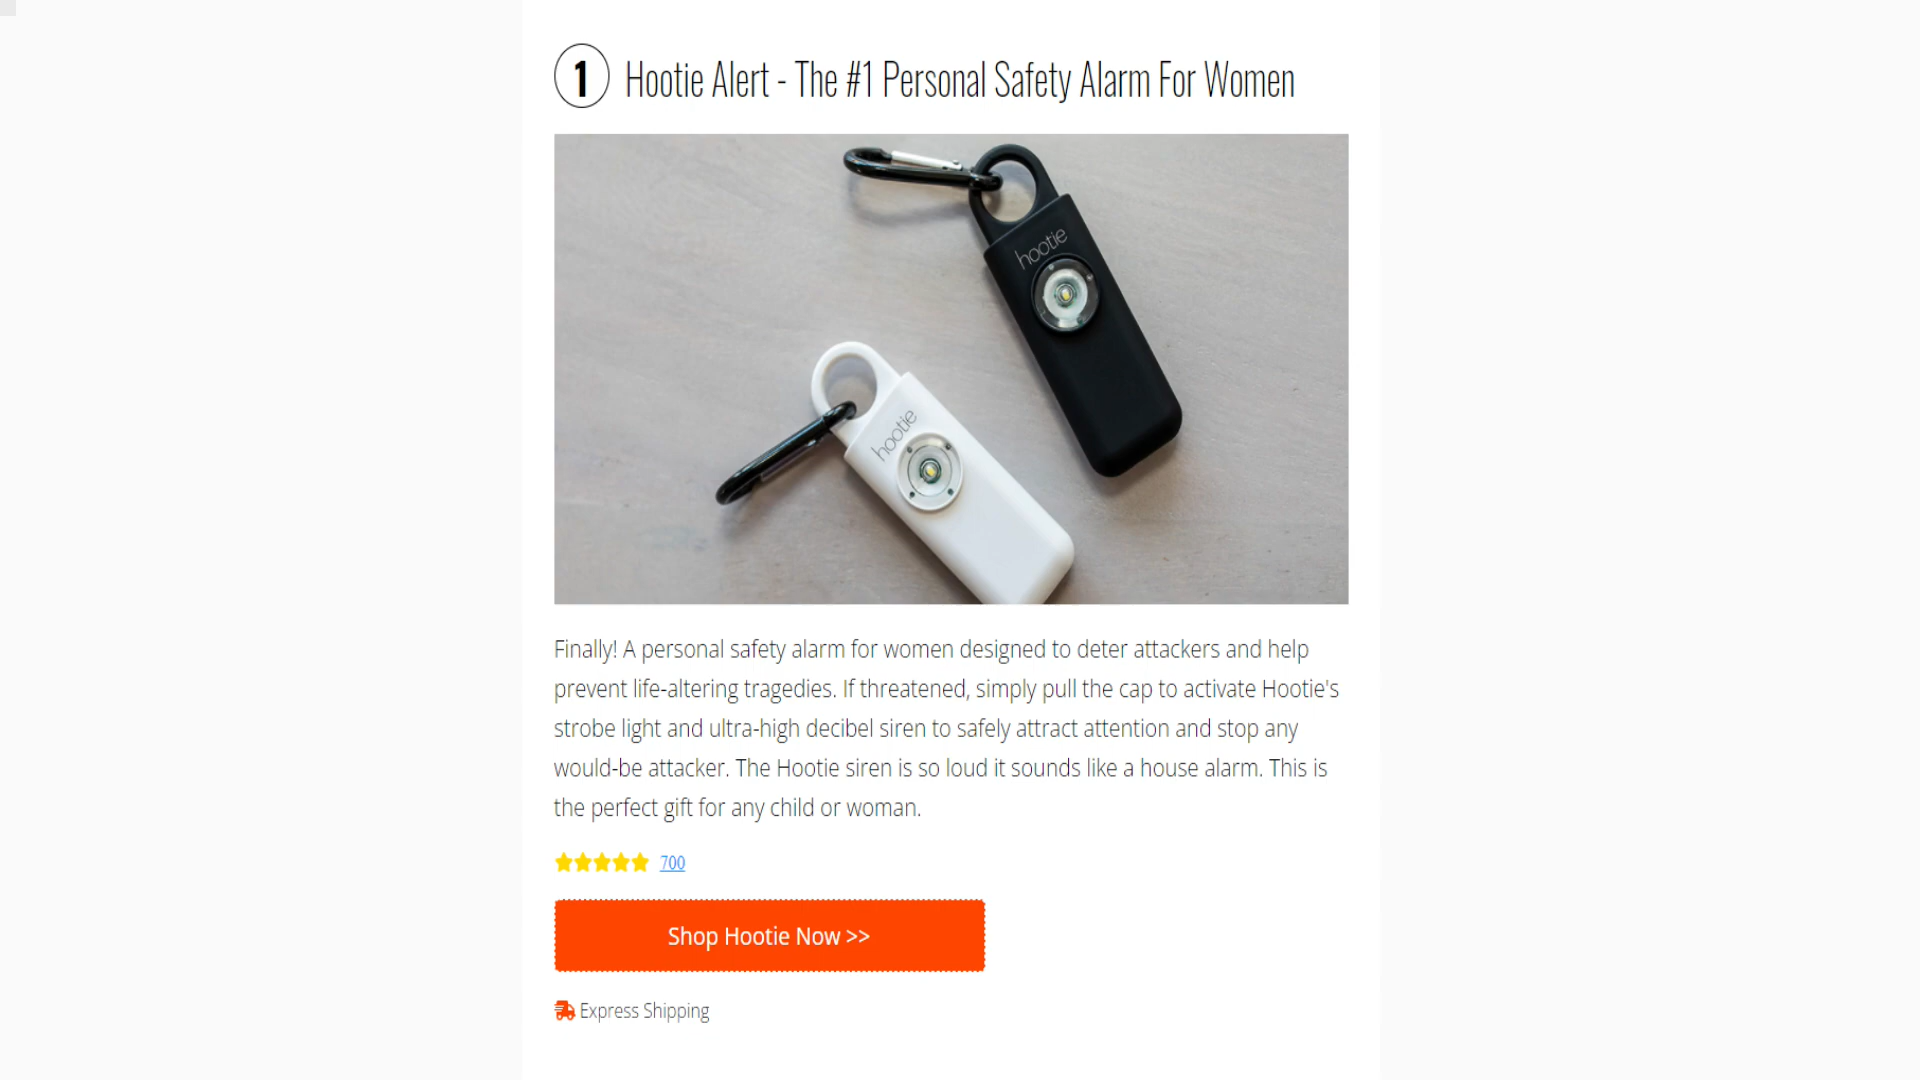 1 Hootie Alert - The #1 Personal Safety Alarm For Women
hootie
hootie
Finally! A personal safety alarm for women designed to deter attackers and help
prevent life-altering tragedies. If threatened, simply pull the cap to activate Hootie's
strobe light and ultra-high decibel siren to safely attract attention and stop any
would-be attacker. The Hootie siren is so loud it sounds like a house alarm. This is
the perfect gift for any child or woman.
700
Shop Hootie Now >>
Express Shipping